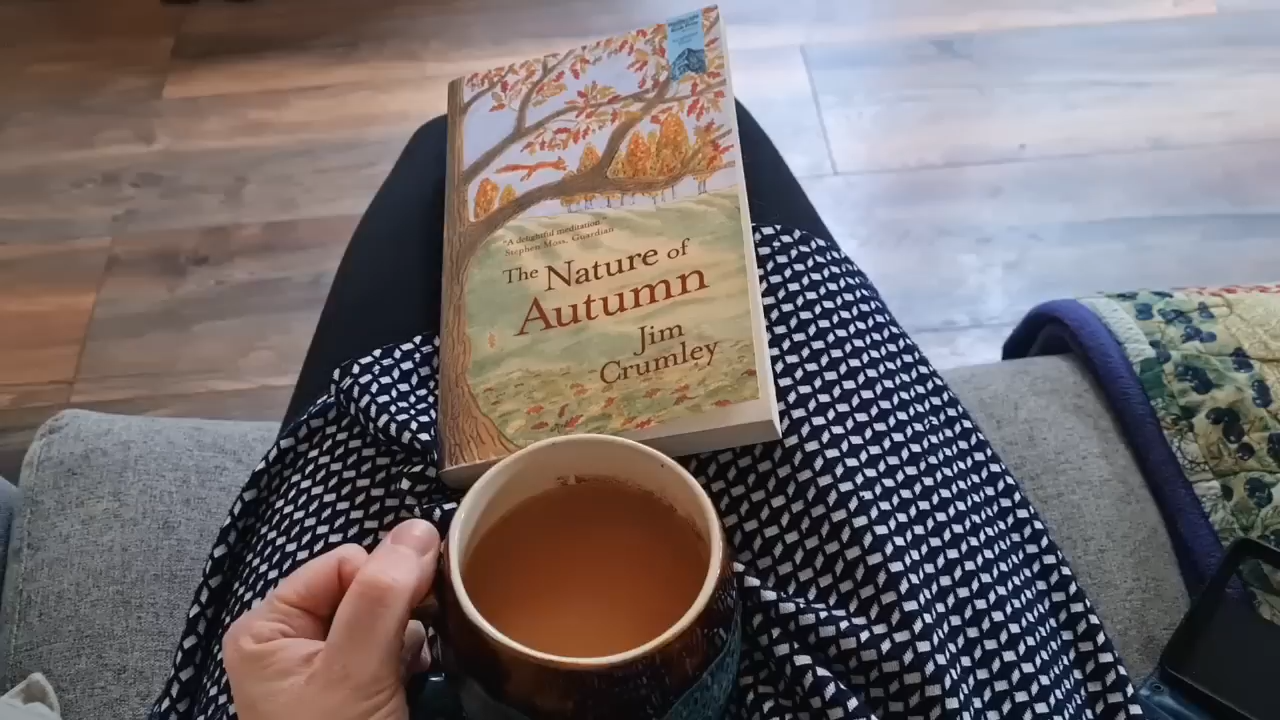 "A delightful meditation"
Stephen Moss, Guardian
The Nature of
Autumn
Jim
Crumley